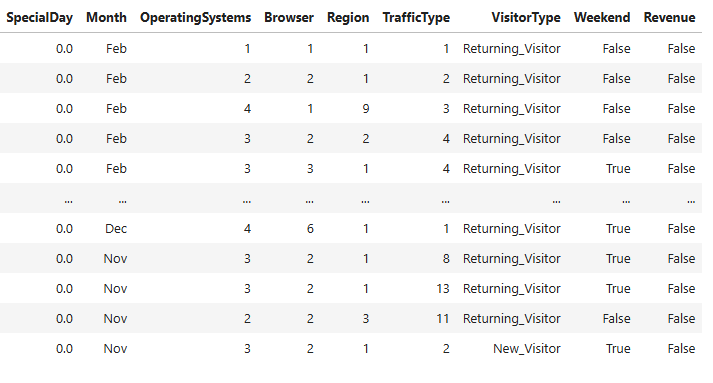 SpecialDay Month OperatingSystems Browser Region TrafficType VisitorType Weekend Revenue
0.0 Feb 1 1 1 1 Returning_Visitor False False
0.0 Feb 2 2 1 2 Returning_Visitor False False
0.0 Feb 4 1 9 3 Returning_Visitor False False
0.0 Feb 3 2 2 4 Returning_Visitor False False
0.0 Feb 3 3 1 4 Returning_Visitor True False
... ... ... ... ... ... ... ... ...
0.0 Dec 4 6 1 1 Returning_Visitor True False
0.0 Nov 3 2 1 8 Returning_Visitor True False
0.0 Nov 3 2 1 13 Returning_Visitor True False
0.0 Nov 2 2 3 11 Returning_Visitor False False
0.0 Nov 3 2 1 2 New_Visitor True False